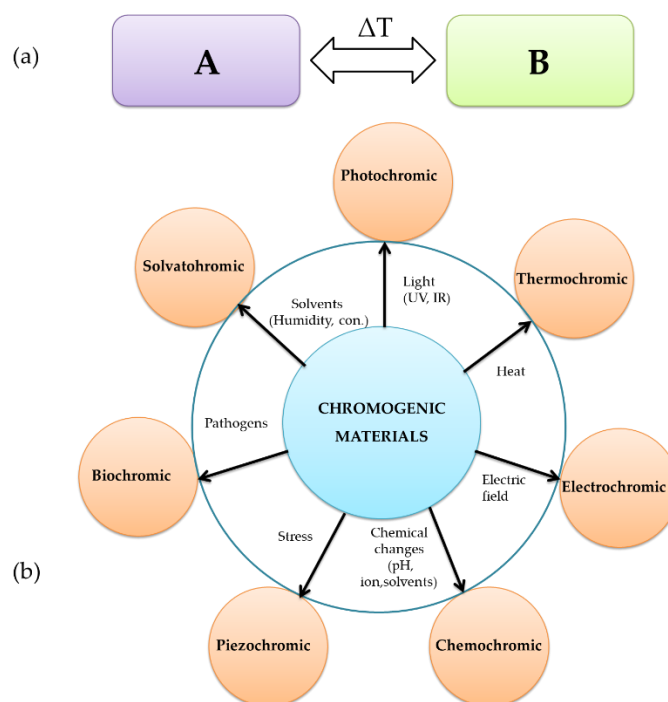 ΔT
(a)
A
B
Photochromic
Solvatohromic
Thermochromic
Light
(UV, IR)
Solvents
(Humidity, con.)
Heat
CHROMOGENIC
MATERIALS
Pathogens
Biochromic
Electric
field
Electrochromic
Stress
Chemical
changes
(pH,
ion,solvents)
(b)
Piezochromic
Chemochromic